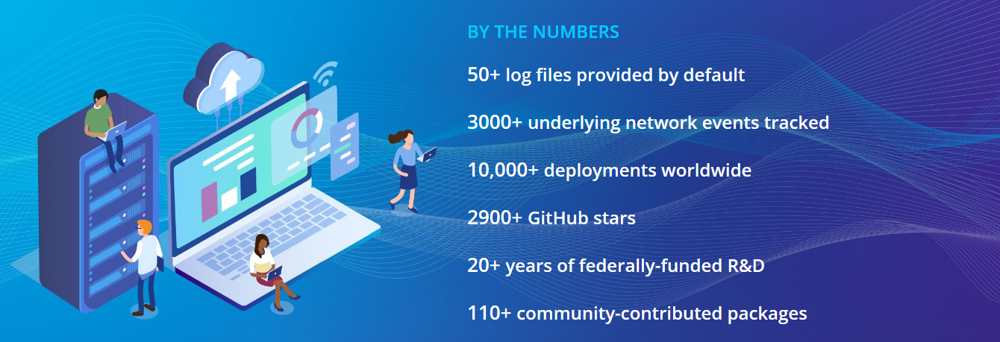 BY THE NUMBERS
50+ log files provided by default
3000+ underlying network events tracked
10,000+ deployments worldwide
2900+ GitHub stars
20+ years of federally-funded R&D
110+ community-contributed packages